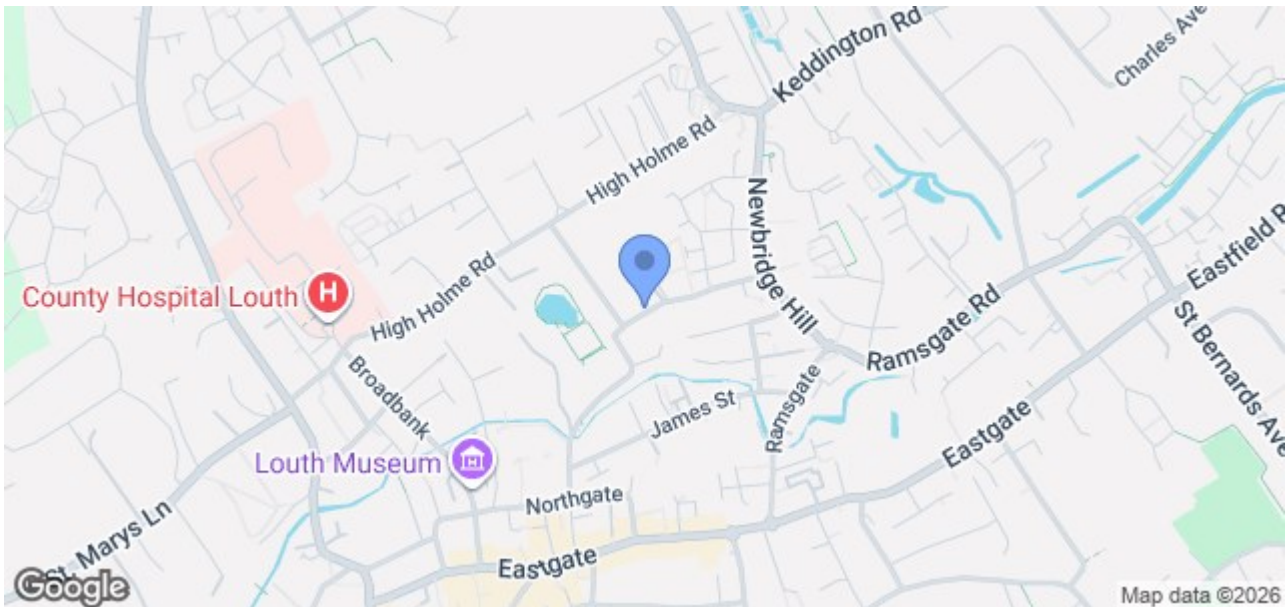 Keddington Rd
Charles Ave
High Holme Rd
Newbridge Hill
County Hospital Louth
H
High Holme Rd
Ramsgate Rd
Eastfield R
St Bernards Ave
Broadbank
James St
Ramsgate
Eastgate
Louth Museum
Northgate
St. Marys Ln
Eastgate
Google
Map data ©2026